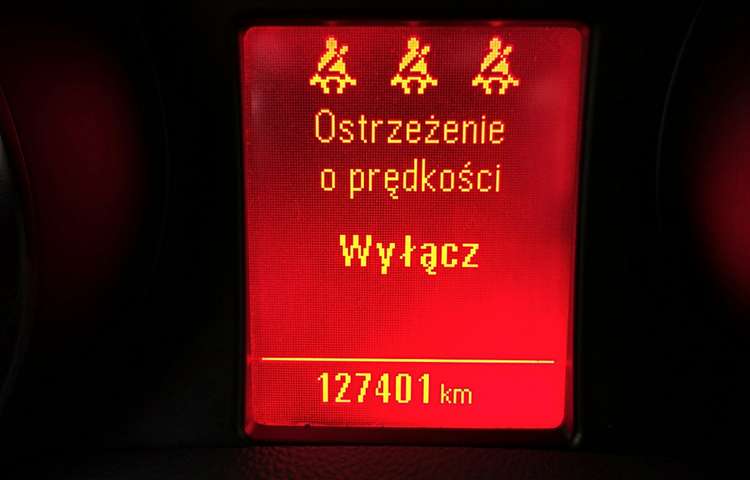 Ostrzeżenie
o prędkości
Wyłącz
127401 km